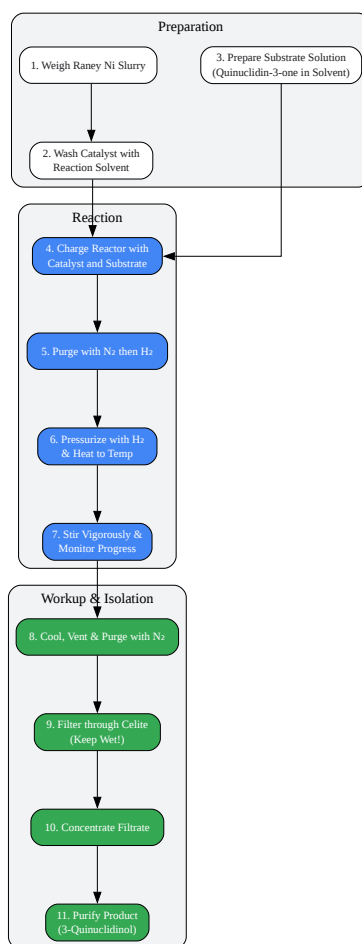 Preparation
1. Weigh Raney Ni Slurry
3. Prepare Substrate Solution
(Quinuclidin-3-one in Solvent)
2. Wash Catalyst with
Reaction Solvent
Reaction
4. Charge Reactor with
Catalyst and Substrate
5. Purge with N₂ then H₂
6. Pressurize with H₂
& Heat to Temp
7. Stir Vigorously &
Monitor Progress
Workup & Isolation
8. Cool, Vent & Purge with N₂
9. Filter through Celite
(Keep Wet!)
10. Concentrate Filtrate
11. Purify Product
(3-Quinuclidinol)